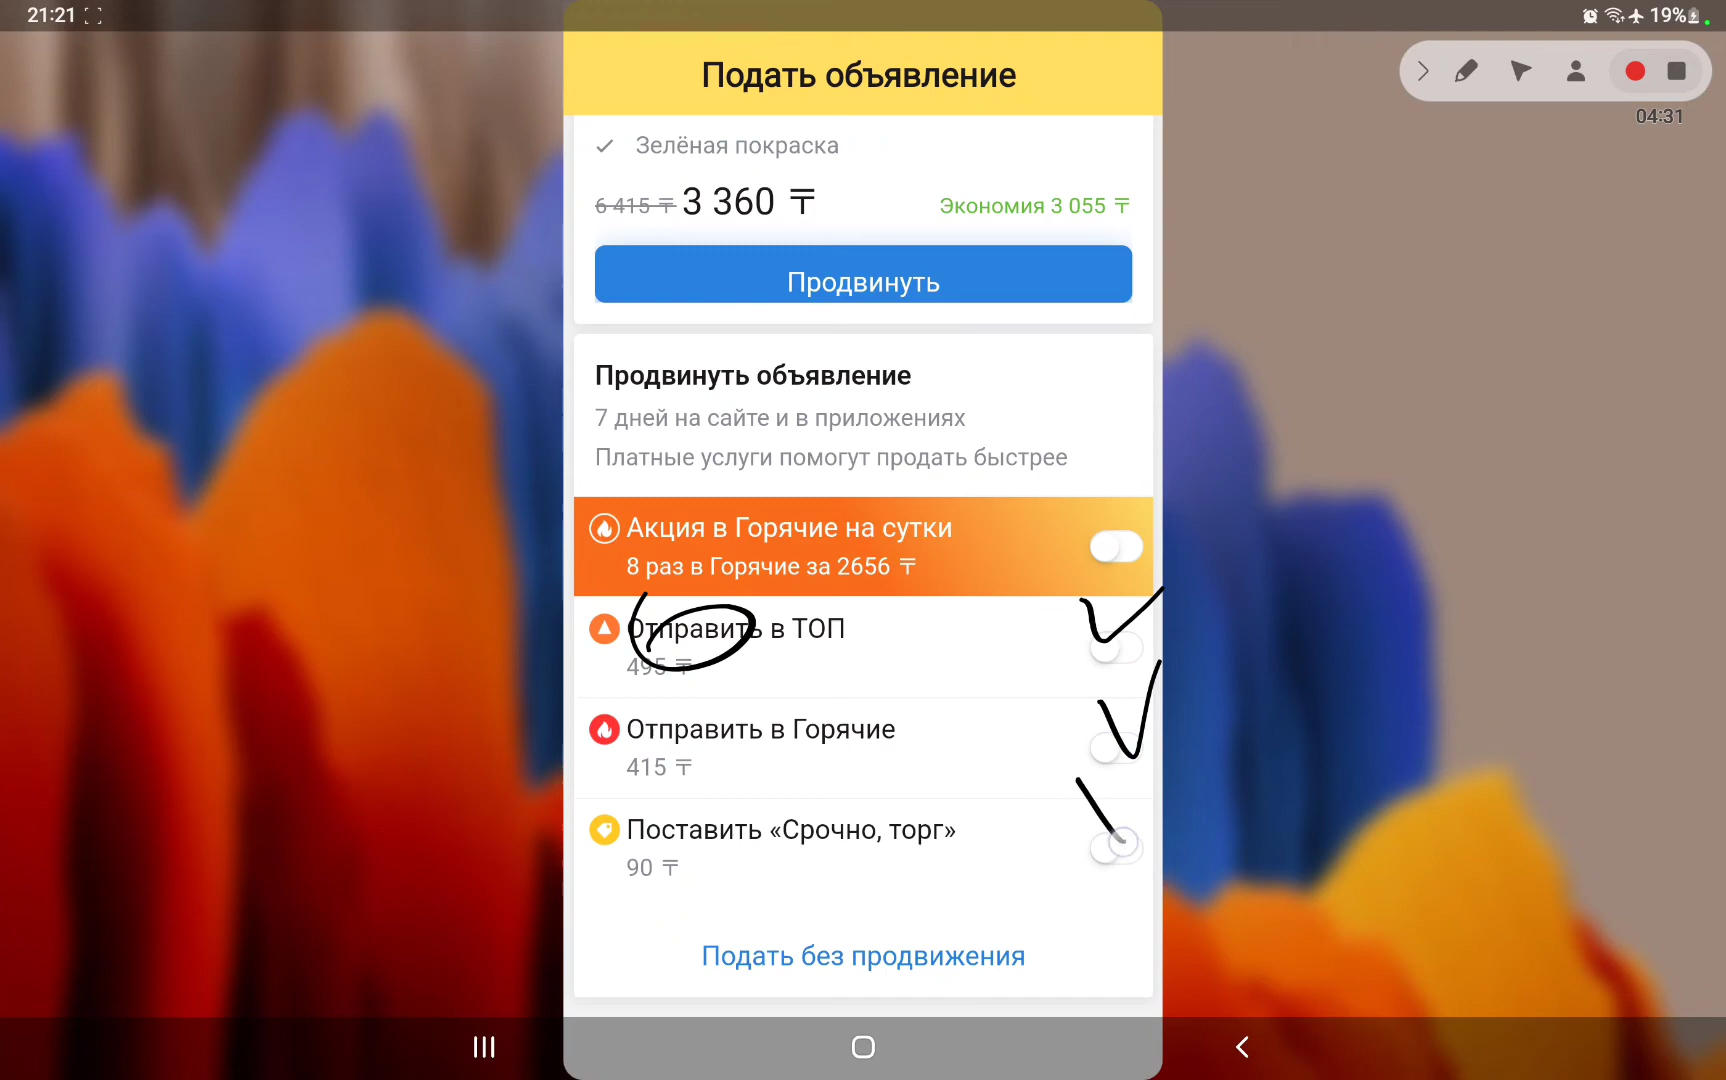 21:21
19%
04:31
Подать объявление
Зелёная покраска
6 415 ₸ 3 360 ₸
Экономия 3 055 ₸
Продвинуть
Продвинуть объявление
7 дней на сайте и в приложениях
Платные услуги помогут продать быстрее
Акция в Горячие на сутки
8 раз в Горячие за 2656 ₸
Отправить в ТОП
495 ₸
Отправить в Горячие
415 ₸
Поставить «Срочно, торг»
90 ₸
Подать без продвижения